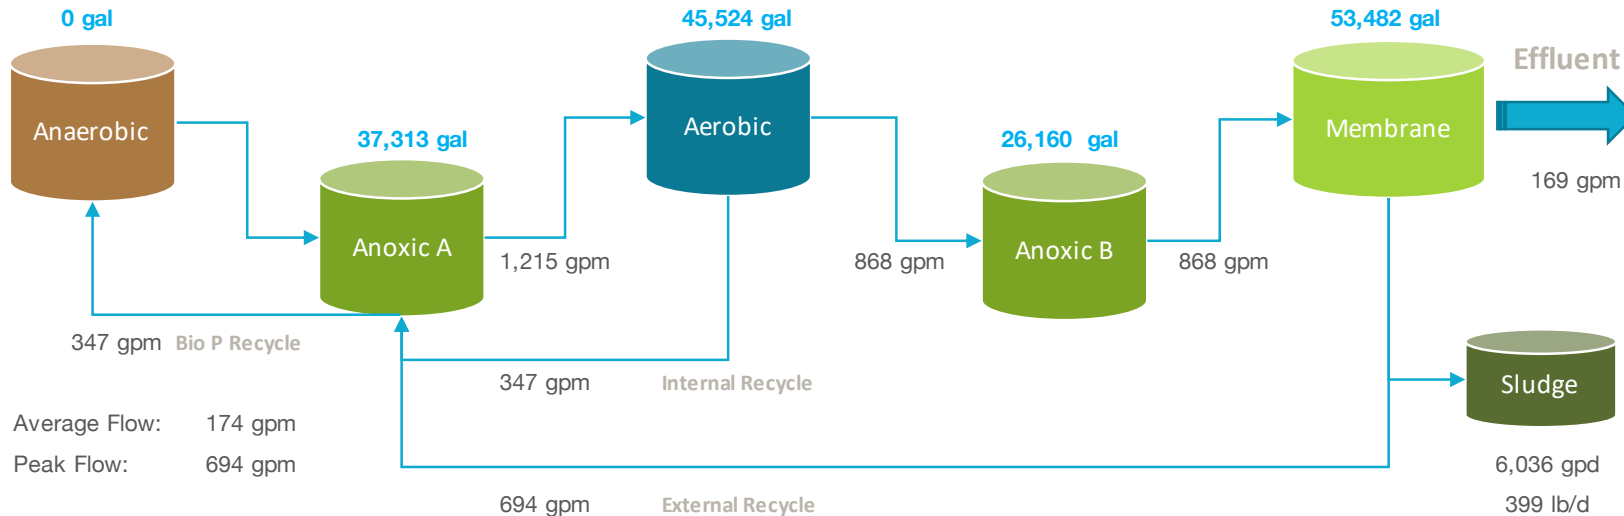 0 gal
45,524 gal
53,482 gal
Effluent
Anaerobic
Aerobic
Membrane
37,313 gal
26,160 gal
169 gpm
Anoxic A
Anoxic B
1,215 gpm
868 gpm
868 gpm
347 gpm Bio P Recycle
347 gpm Internal Recycle
Sludge
Average Flow: 174 gpm
Peak Flow: 694 gpm
6,036 gpd
694 gpm External Recycle
399 lb/d